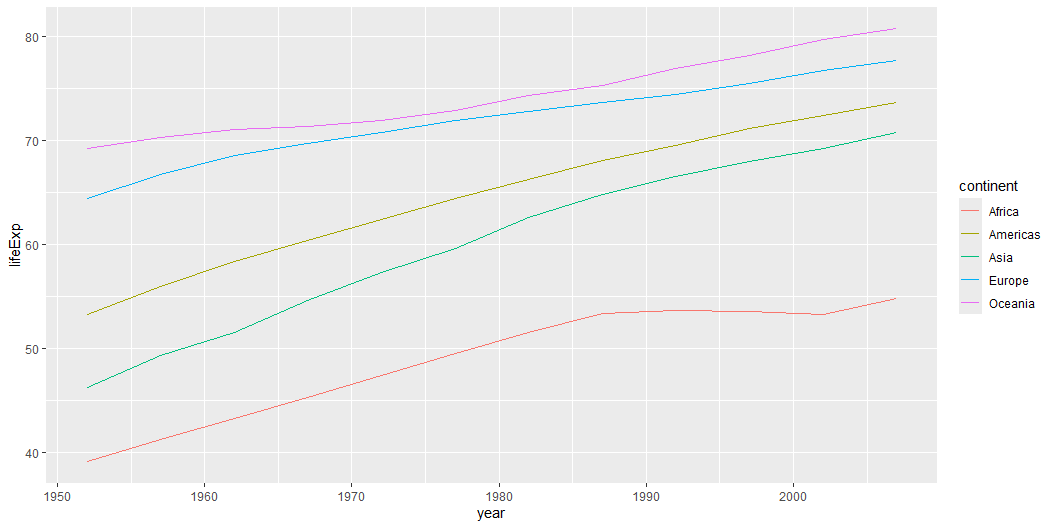 80
70
60
50
40
lifeExp
1950 1960 1970 1980 1990 2000
year
continent
Africa
Americas
Asia
Europe
Oceania